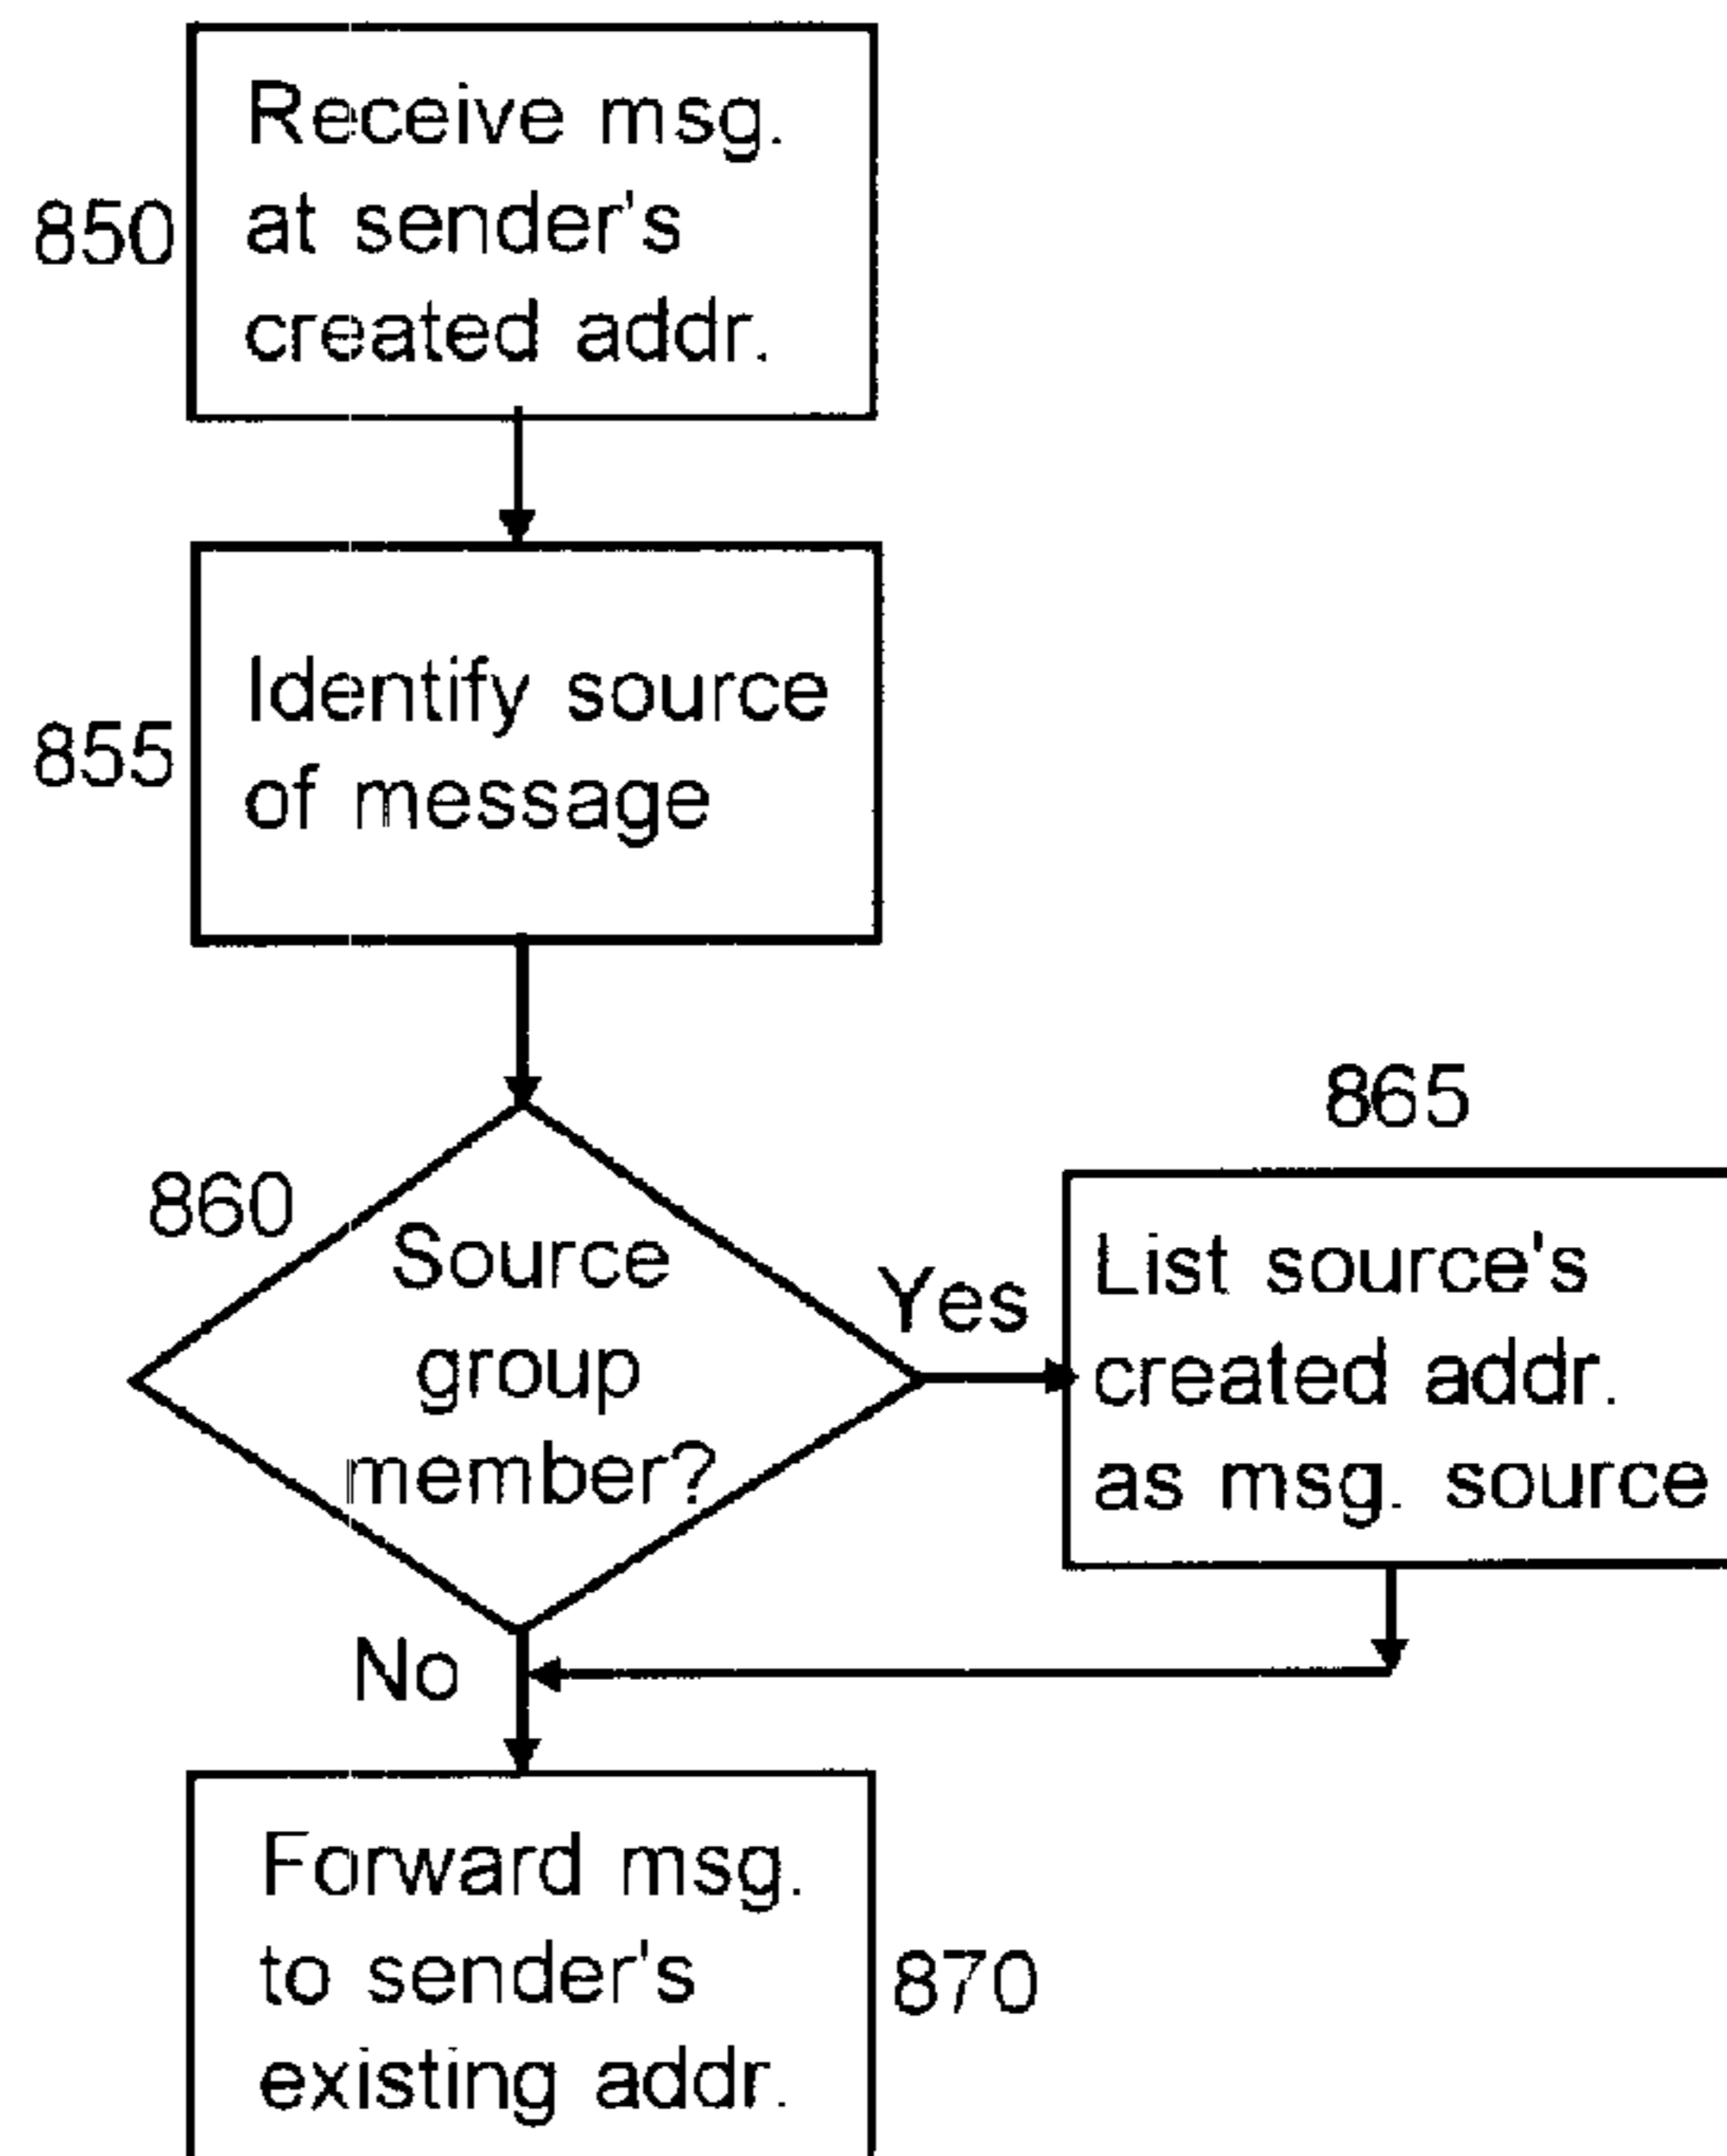 Receive msg.
at sender's
created addr.
850
Identify source
of message
855
860
Source
group
member?
Yes
865
List source's
created addr.
as msg. source
No
Forward msg.
to sender's
existing addr.
870